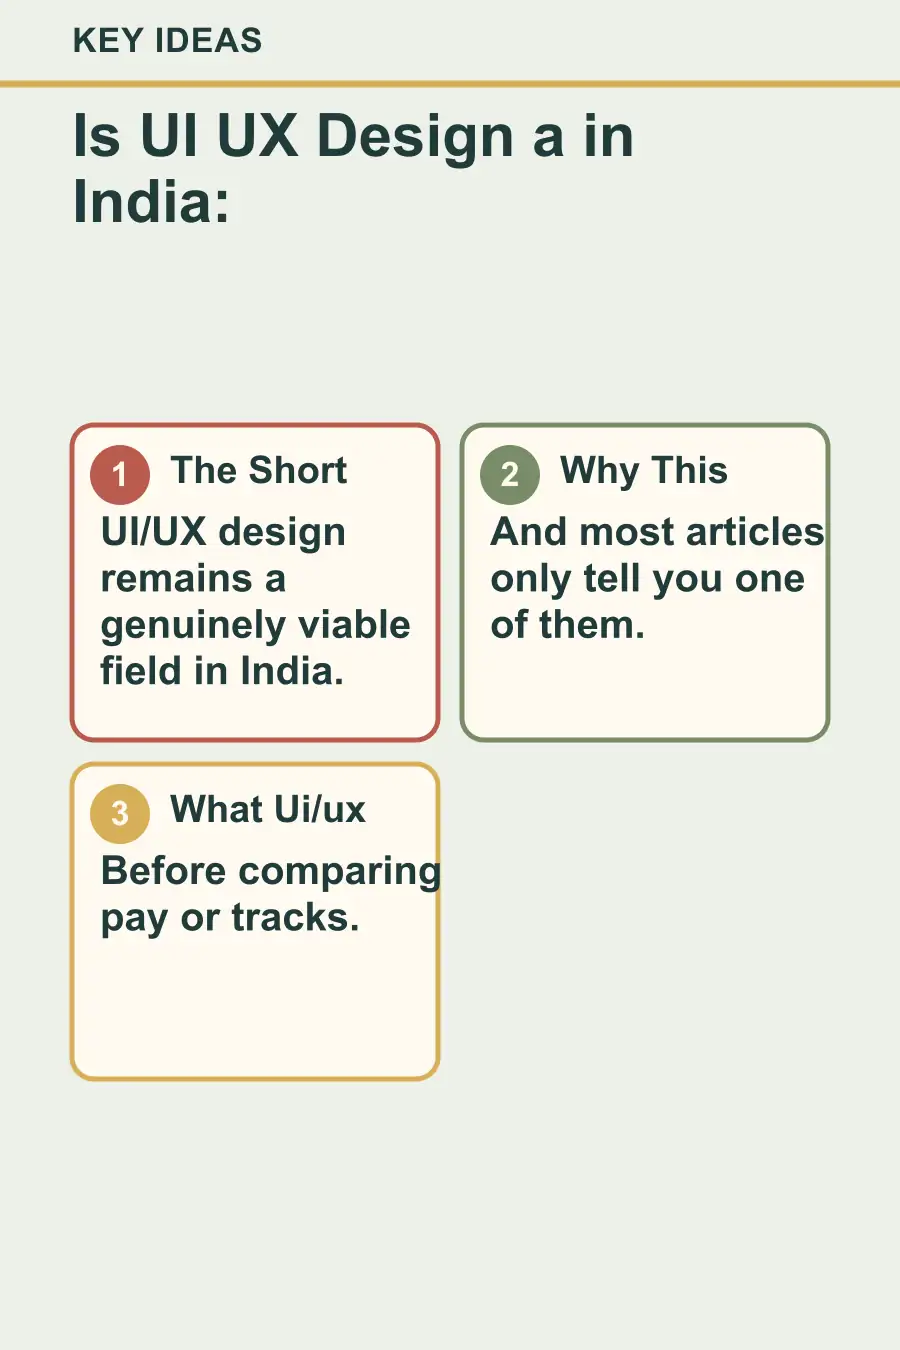 KEY IDEAS
Is UI UX Design a in
India:
1 The Short
UI/UX design
remains a
genuinely viable
field in India.
2 Why This
And most articles
only tell you one
of them.
3 What Ui/ux
Before comparing
pay or tracks.